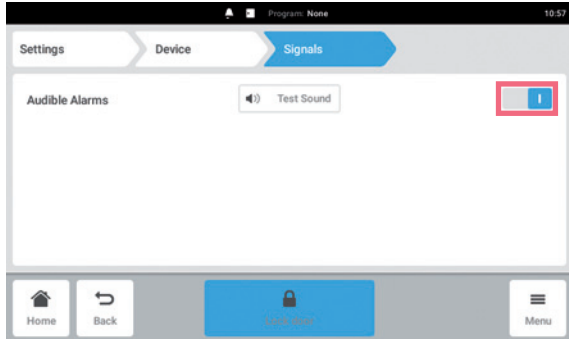 Program: None
10:57
Settings
Device
Signals
Audible Alarms
Test Sound
I
Home
Back
Menu